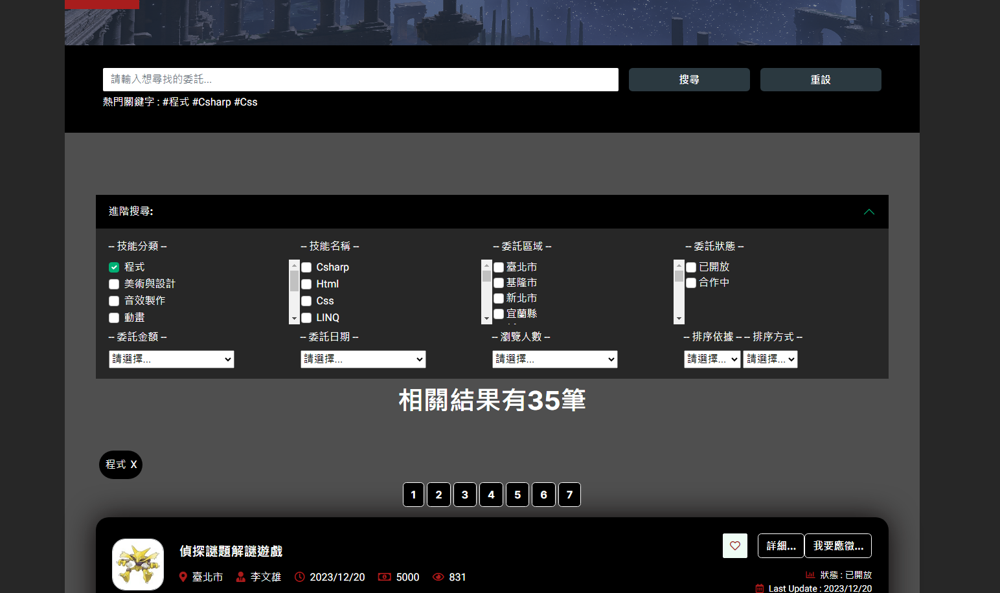 請輸入想尋找的委託...
搜尋
重設
熱門關鍵字 : #程式 #Csharp #Css
進階搜尋:
-- 技能分類 --
程式
美術與設計
音效製作
動畫
-- 技能名稱 --
Csharp
Html
Css
LINQ
-- 委託區域 --
臺北市
基隆市
新北市
宜蘭縣
-- 委託狀態 --
已開放
合作中
-- 委託金額 --
請選擇...
-- 委託日期 --
請選擇...
-- 瀏覽人數 --
請選擇...
-- 排序依據 -- -- 排序方式 --
請選擇... 請選擇...
相關結果有35筆
程式 X
1 2 3 4 5 6 7
偵探謎題解謎遊戲
臺北市 李文雄 2023/12/20 5000 831
詳細... 我要應徵...
狀態 : 已開放
Last Update : 2023/12/20